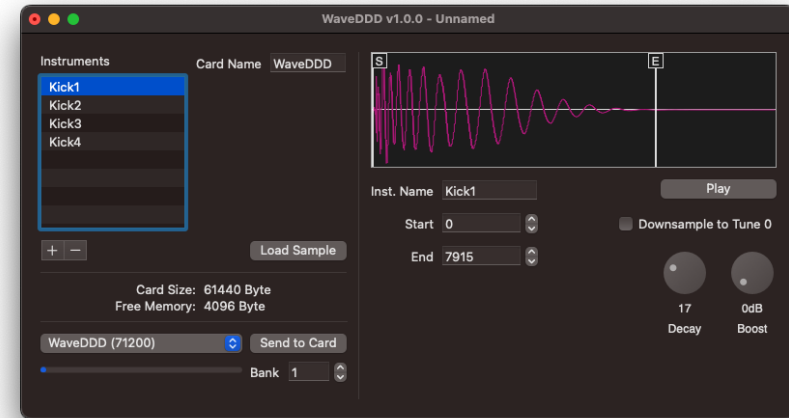 WaveDDD v1.0.0 - Unnamed
Instruments
Card Name WaveDDD
Kick1
Kick2
Kick3
Kick4
+ −
Load Sample
Card Size: 61440 Byte
Free Memory: 4096 Byte
WaveDDD (71200)
Send to Card
Bank 1
S
E
Inst. Name Kick1
Play
Start 0
Downsample to Tune 0
End 7915
17
0dB
Decay
Boost